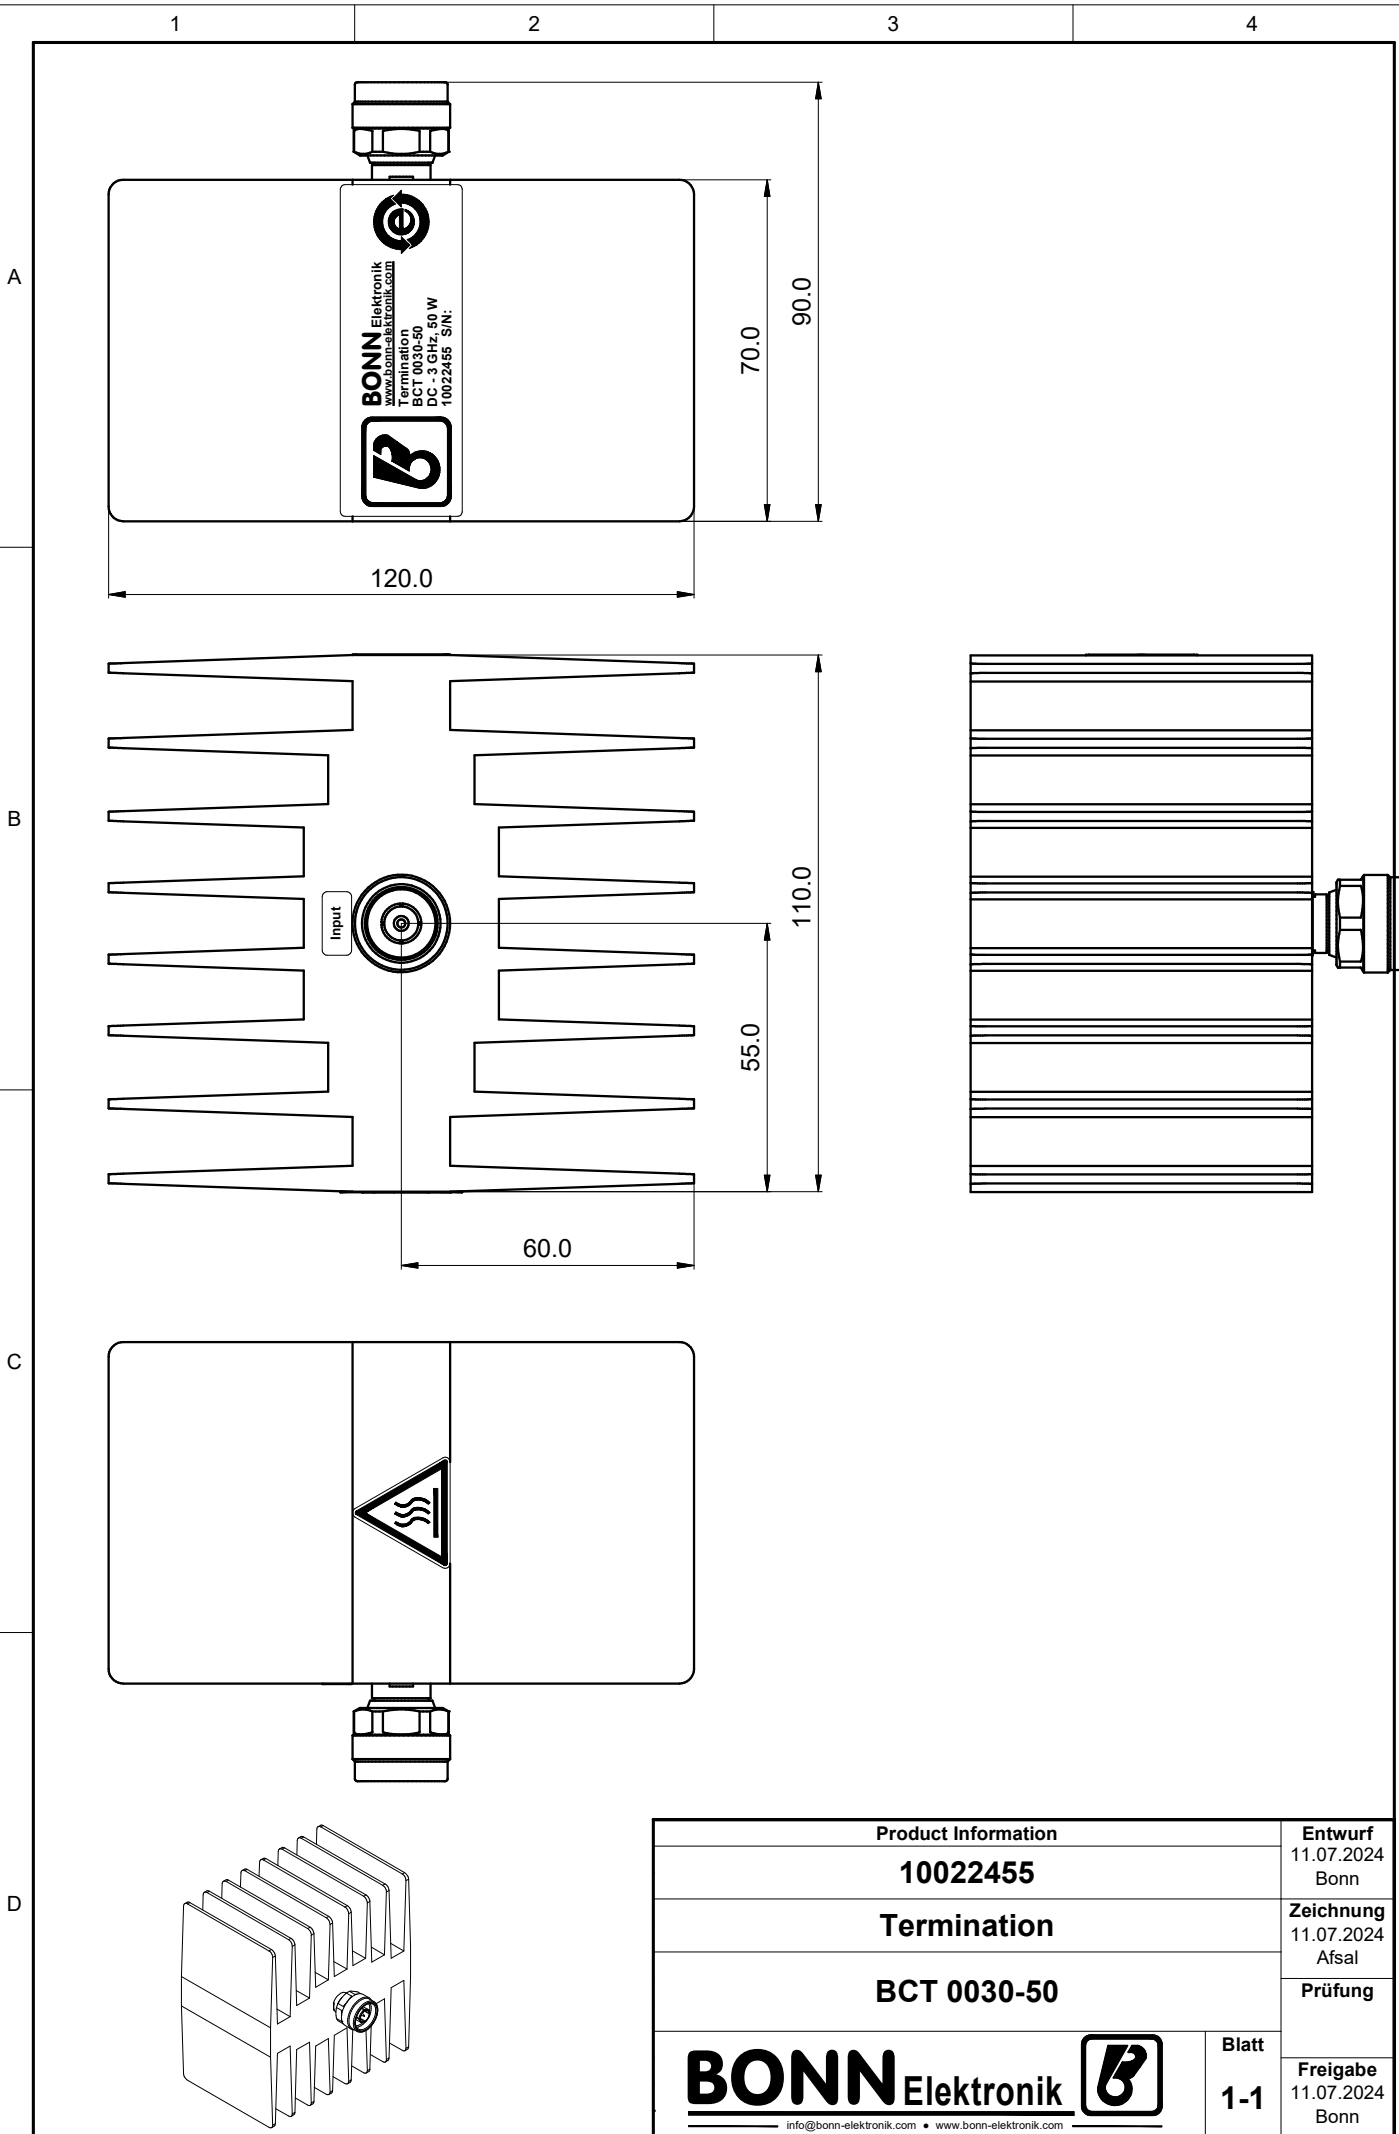 1 2 3 4
A
B
C
D
BONN Elektronik
www.bonn-elektronik.com
Termination
BCT 0030-50
DC - 3 GHz, 50 W
10022455 S/N:
90.0
70.0
120.0
Input
110.0
55.0
60.0
Product Information
10022455
Termination
BCT 0030-50
Entwurf
11.07.2024
Bonn
Zeichnung
11.07.2024
Afsal
Prüfung
Freigabe
11.07.2024
Bonn
Blatt
1-1
BONN Elektronik
info@bonn-elektronik.com • www.bonn-elektronik.com